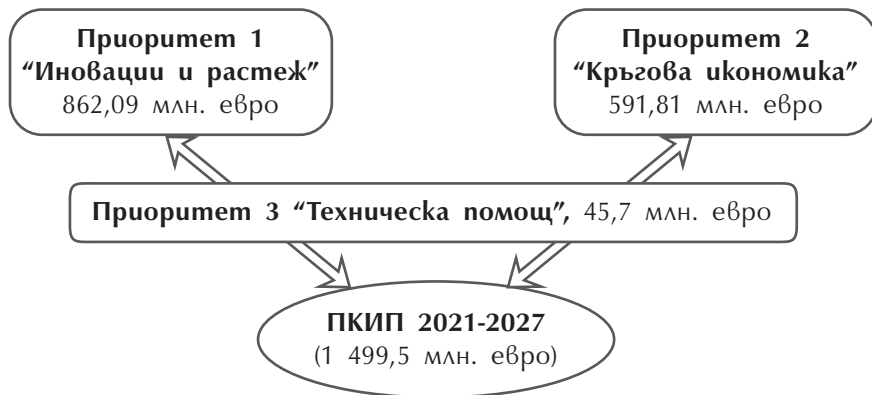 Приоритет 1
“Иновации и растеж”
862,09 млн. евро
Приоритет 2
“Кръгова икономика”
591,81 млн. евро
Приоритет 3 “Техническа помощ”, 45,7 млн. евро
ПКИП 2021-2027
(1 499,5 млн. евро)